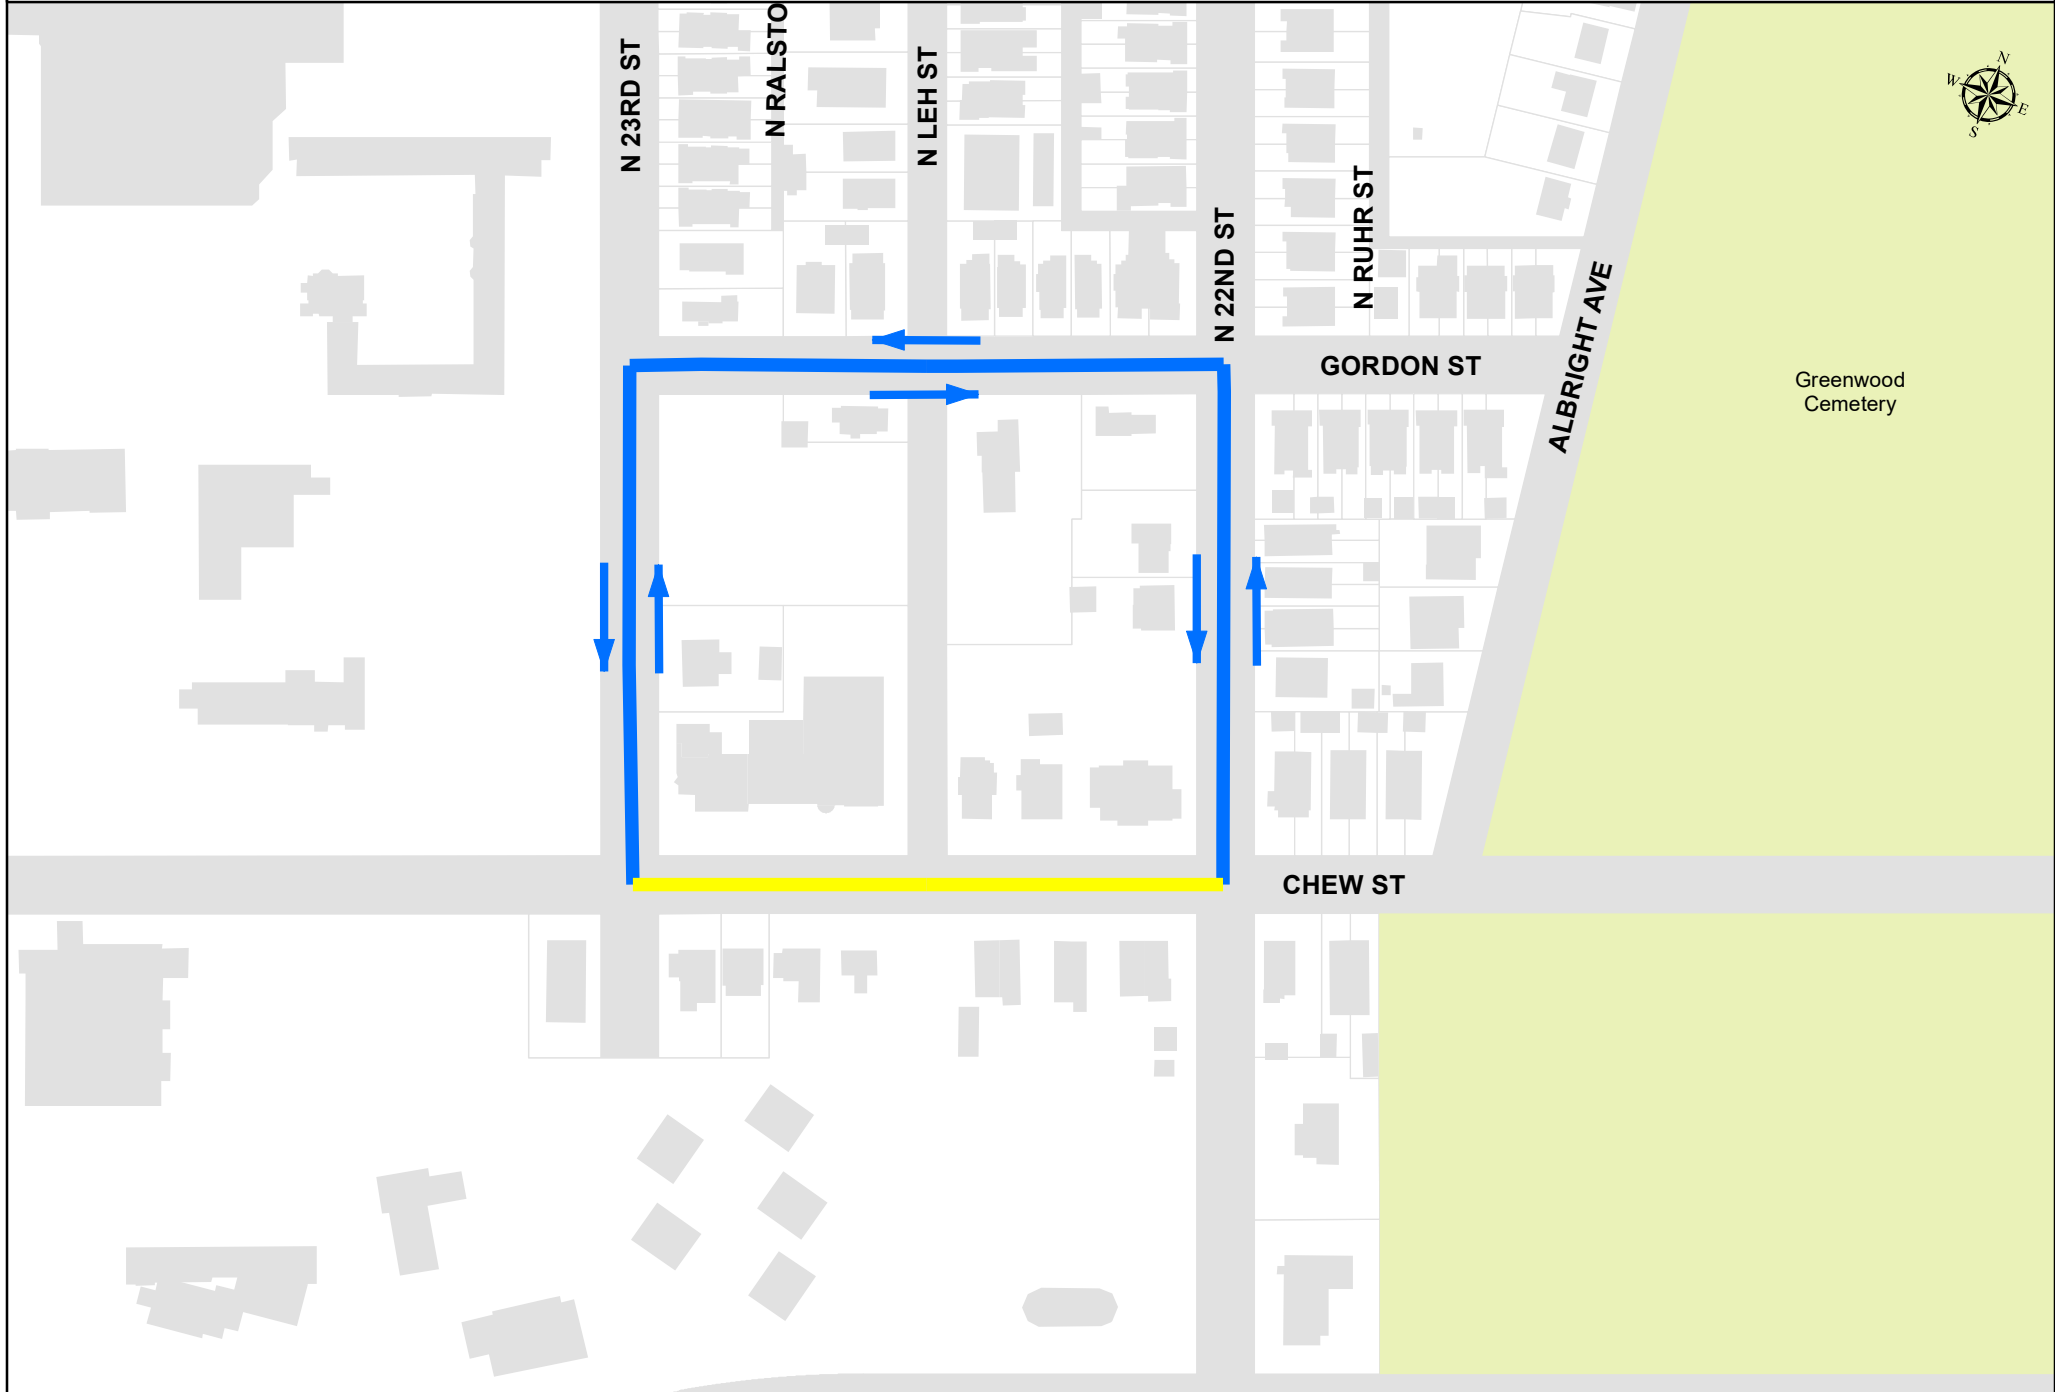 N 23RD ST
N RALSTO
N LEH ST
N 22ND ST
N RUHR ST
ALBRIGHT AVE
N
W
E
S
GORDON ST
Greenwood
Cemetery
CHEW ST